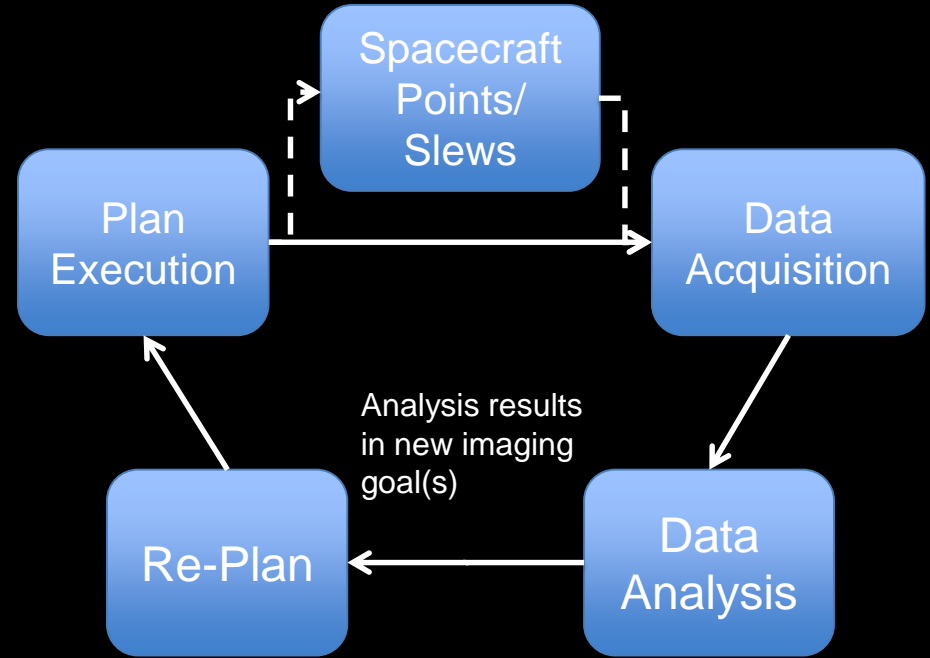 Spacecraft
Points/
Slews
Plan
Execution
Data
Acquisition
Analysis results
in new imaging
goal(s)
Re-Plan
Data
Analysis